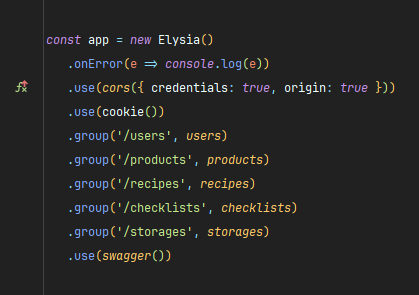 const app = new Elysia()
.onError(e => console.log(e))
.use(cors({ credentials: true, origin: true }))
.use(cookie())
.group('/users', users)
.group('/products', products)
.group('/recipes', recipes)
.group('/checklists', checklists)
.group('/storages', storages)
.use(swagger())